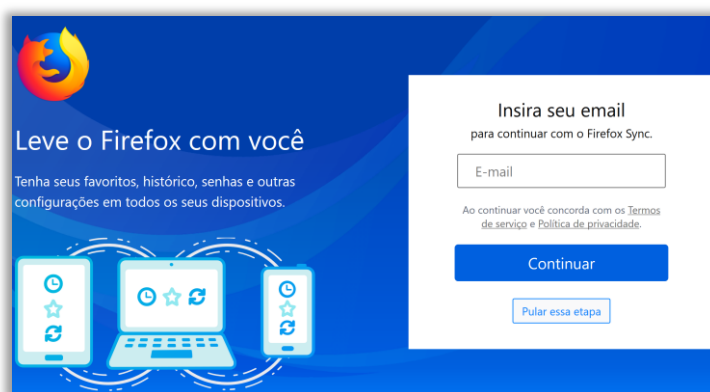 Leve o Firefox com você
Tenha seus favoritos, histórico, senhas e outras
configurações em todos os seus dispositivos.
Insira seu email
para continuar com o Firefox Sync.
E-mail
Ao continuar você concorda com os Termos
de serviço e Política de privacidade.
Continuar
Pular essa etapa